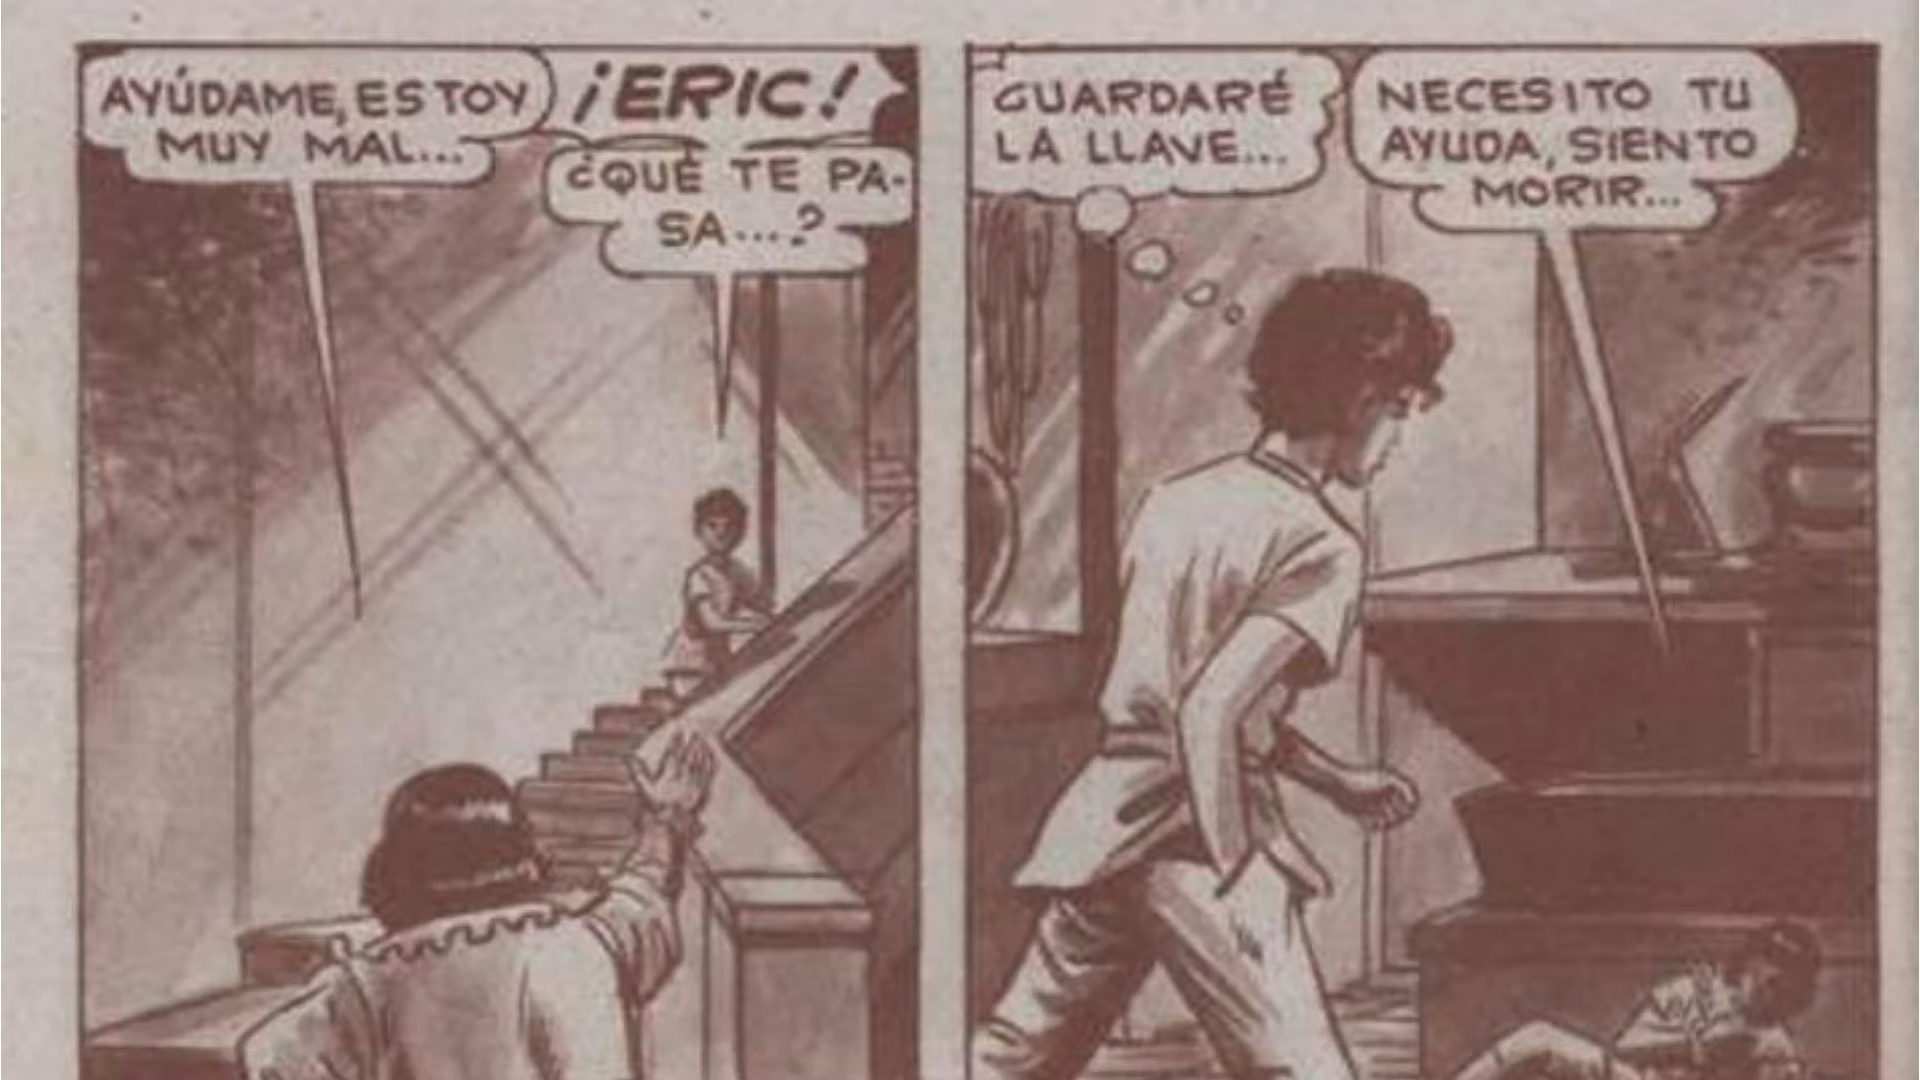 AYÚDAME, ESTOY
MUY MAL...
¡ERIC!
¿QUÉ TE PA-
SA...?
GUARDARÉ
LA LLAVE...
NECESITO TU
AYUDA, SIENTO
MORIR...